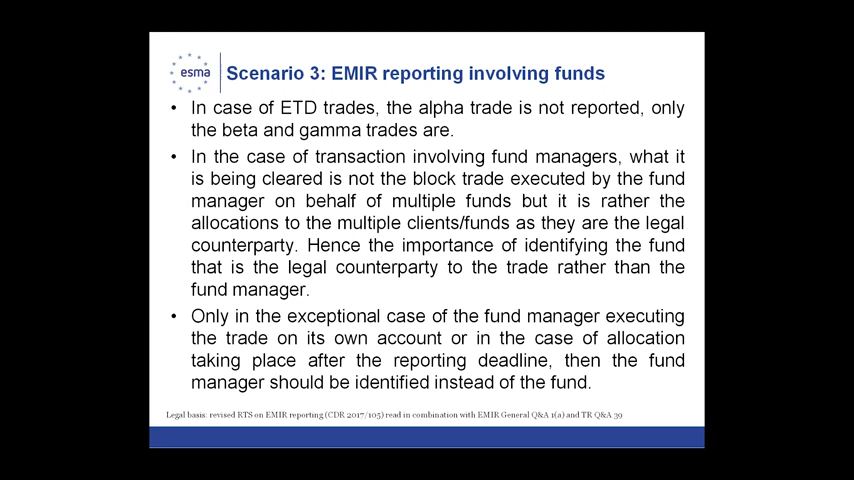 esma
Scenario 3: EMIR reporting involving funds
• In case of ETD trades, the alpha trade is not reported, only
the beta and gamma trades are.
• In the case of transaction involving fund managers, what it
is being cleared is not the block trade executed by the fund
manager on behalf of multiple funds but it is rather the
allocations to the multiple clients/funds as they are the legal
counterparty. Hence the importance of identifying the fund
that is the legal counterparty to the trade rather than the
fund manager.
• Only in the exceptional case of the fund manager executing
the trade on its own account or in the case of allocation
taking place after the reporting deadline, then the fund
manager should be identified instead of the fund.
Legal basis: revised RTS on EMIR reporting (CDR 2017/105) read in combination with EMIR General Q&A 1(a) and TR Q&A 39